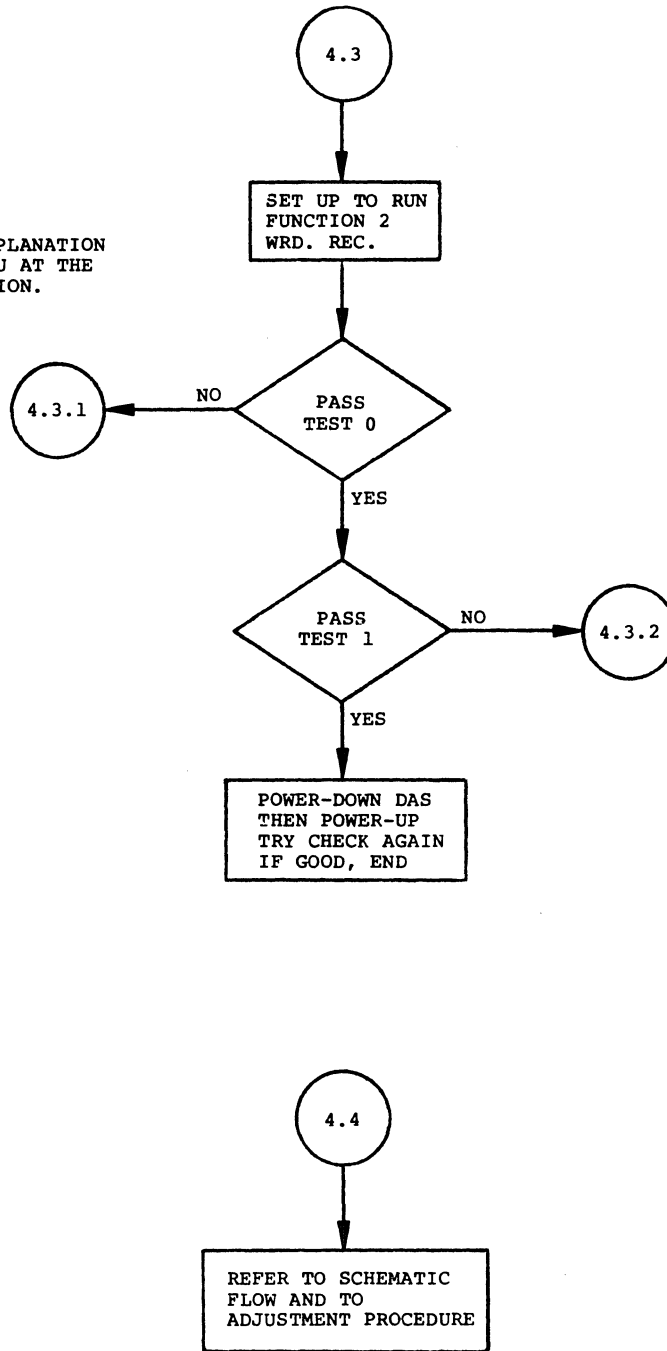 4.3
SET UP TO RUN
FUNCTION 2
WRD. REC.
PLANATION
U AT THE
ION.
PASS
TEST 0
NO
4.3.1
YES
PASS
TEST 1
NO
4.3.2
YES
POWER-DOWN DAS
THEN POWER-UP
TRY CHECK AGAIN
IF GOOD, END
4.4
REFER TO SCHEMATIC
FLOW AND TO
ADJUSTMENT PROCEDURE